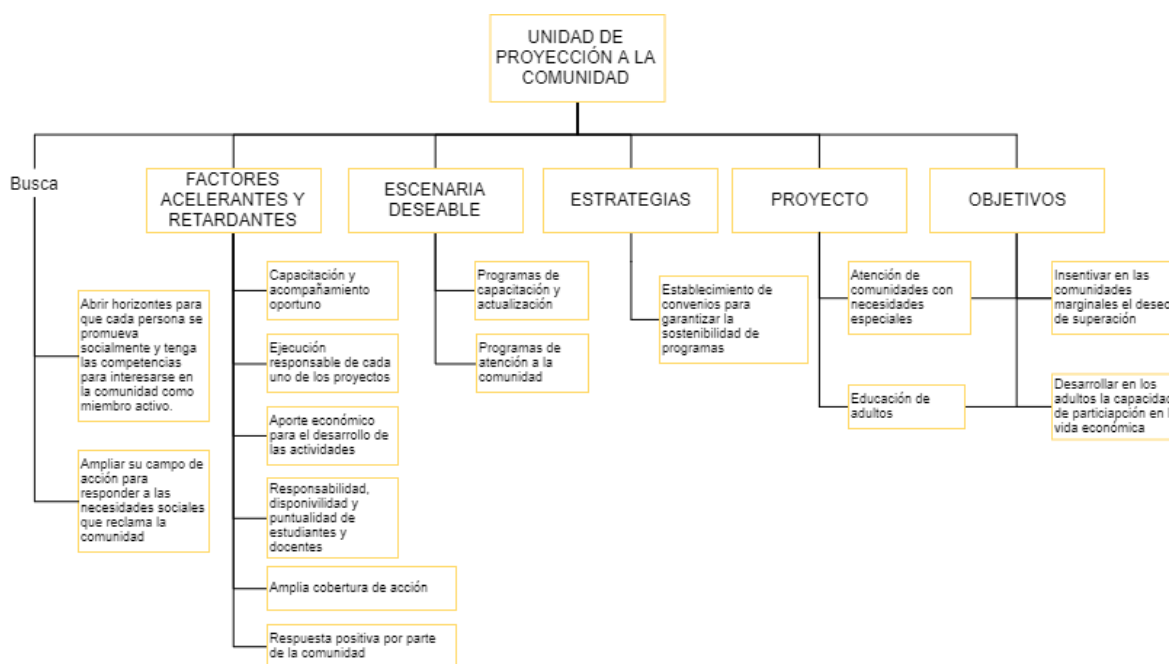 UNIDAD DE
PROYECCIÓN A LA
COMUNIDAD
Busca
Abrir horizontes para
que cada persona se
promueva
socialmente y tenga
las competencias
para interesarse en
la comunidad como
miembro activo.
Ampliar su campo de
acción para
responder a las
necesidades sociales
que reclama la
comunidad
FACTORES
ACELERANTES Y
RETARDANTES
Capacitación y
acompañamiento
oportuno
Ejecución
responsable de cada
uno de los proyectos
Aporte económico
para el desarrollo de
las actividades
Responsabilidad,
disponivilidad y
puntualidad de
estudiantes y
docentes
Amplia cobertura de acción
Respuesta positiva por parte
de la comunidad
ESCENARIA
DESEABLE
Programas de
capacitación y
actualización
Programas de
atención a la
comunidad
ESTRATEGIAS
Establecimiento de
convenios para
garantizar la
sostenibilidad de
programas
PROYECTO
Atención de
comunidades con
necesidades
especiales
Educación de
adultos
OBJETIVOS
Insentivar en las
comunidades
marginales el deseo
de superación
Desarrollar en los
adultos la capacidad
de particiapción en
vida económica